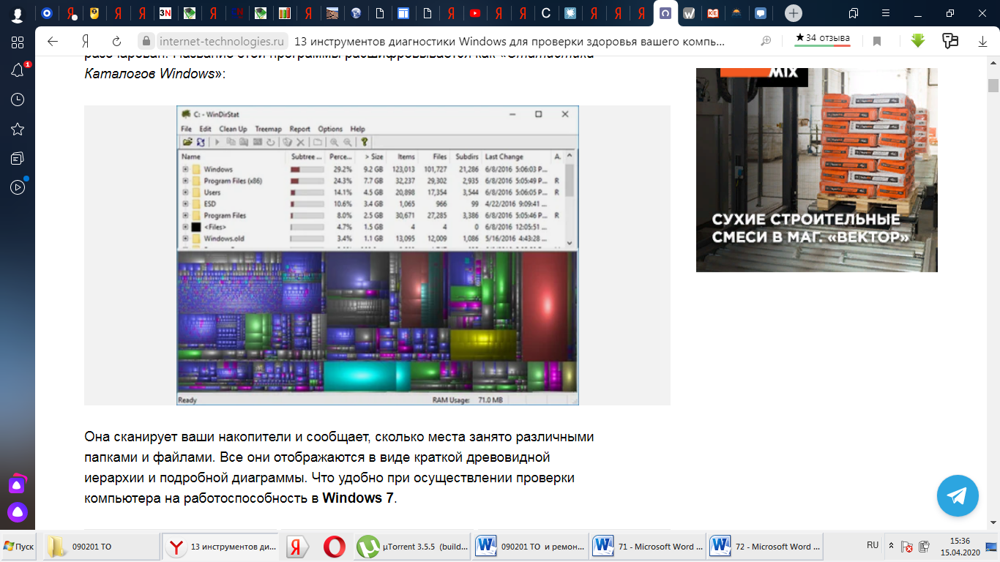 internet-technologies.ru
13 инструментов диагностики Windows для проверки здоровья вашего компь...
★34 отзыва
Каталогов Windows»:
C: - WinDirStat
File Edit Clean Up Treemap Report Options Help
Name Subtree ... Perce... > Size Items Files Subdirs Last Change A.
Windows 29.2% 9.2 GB 123,013 101,727 21,286 6/8/2016 5:06:03 P...
Program Files (x86) 24.3% 7.7 GB 32,237 29,302 2,935 6/8/2016 5:05:49 P... R
Users 14.1% 4.5 GB 20,898 17,354 3,544 6/8/2016 5:06:05 P... R
ESD 10.6% 3.4 GB 1,065 966 99 4/22/2016 9:09:41 ...
Program Files 8.0% 2.5 GB 30,671 27,285 3,386 6/8/2016 5:05:46 P... R
<Files> 4.7% 1.5 GB 4 4 0 6/8/2016 12:05:51 ...
Windows.old 3.4% 1.1 GB 13,095 12,009 1,086 5/16/2016 4:43:28 ...
Ready RAM Usage: 71.0 MB
MIX
СУХИЕ СТРОИТЕЛЬНЫЕ
СМЕСИ В МАГ. «ВЕКТОР»
Она сканирует ваши накопители и сообщает, сколько места занято различными
папками и файлами. Все они отображаются в виде краткой древовидной
иерархии и подробной диаграммы. Что удобно при осуществлении проверки
компьютера на работоспособность в Windows 7.
Пуск
090201 ТО
13 инструментов ди...
µTorrent 3.5.5 (build...
090201 ТО и ремон...
71 - Microsoft Word ...
72 - Microsoft Word ...
RU
15:36
15.04.2020